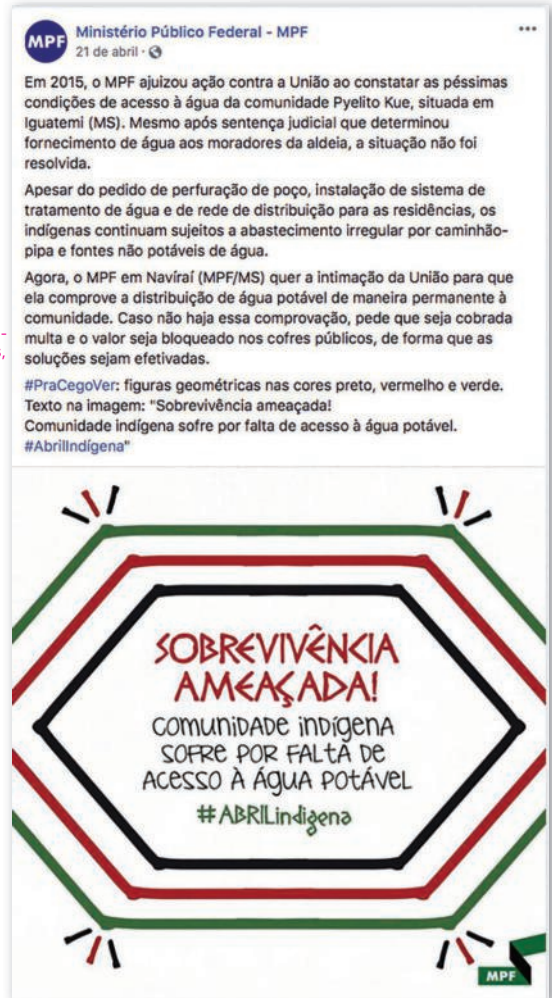 MPF
Ministério Público Federal - MPF
21 de abril ·
Em 2015, o MPF ajuizou ação contra a União ao constatar as péssimas
condições de acesso à água da comunidade Pyelito Kue, situada em
Iguatemi (MS). Mesmo após sentença judicial que determinou
fornecimento de água aos moradores da aldeia, a situação não foi
resolvida.
Apesar do pedido de perfuração de poço, instalação de sistema de
tratamento de água e de rede de distribuição para as residências, os
indígenas continuam sujeitos a abastecimento irregular por caminhão-
pipa e fontes não potáveis de água.
Agora, o MPF em Navíraí (MPF/MS) quer a intimação da União para que
ela comprove a distribuição de água potável de maneira permanente à
comunidade. Caso não haja essa comprovação, pede que seja cobrada
multa e o valor seja bloqueado nos cofres públicos, de forma que as
soluções sejam efetivadas.
#PraCegoVer: figuras geométricas nas cores preto, vermelho e verde.
Texto na imagem: "Sobrevivência ameaçada!
Comunidade indígena sofre por falta de acesso à água potável.
#AbrilIndígena"
SOBREVIVÊNCIA
AMEAÇADA!
COMUNIDADE INDÍGENA
SOFRE POR FALTA DE
ACESSO À ÁGUA POTÁVEL
#ABRILindígena
MPF